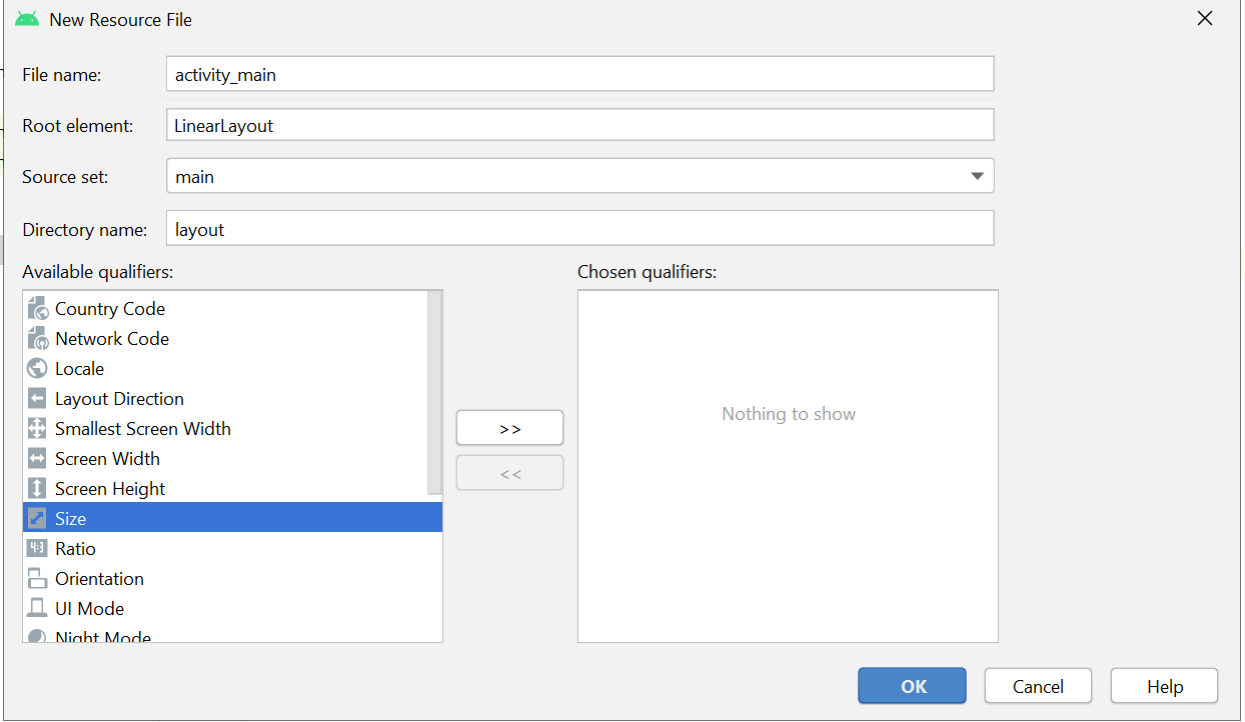 New Resource File
File name:
activity_main
Root element:
LinearLayout
Source set:
main
Directory name:
layout
Available qualifiers:
Chosen qualifiers:
Country Code
Network Code
Locale
Layout Direction
Smallest Screen Width
Screen Width
Screen Height
Size
4:3
Ratio
Orientation
UI Mode
Night Mode
>>
<<
Nothing to show
OK
Cancel
Help